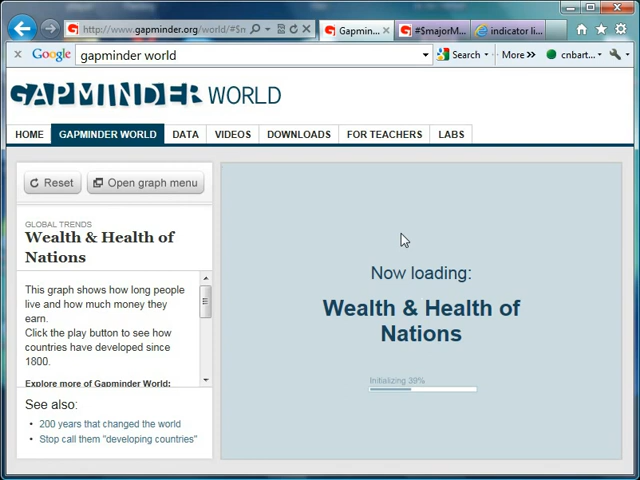 http://www.gapminder.org/world/#$m
Gapmin...
#$majorM...
indicator li...
Google
gapminder world
Search
More »
cnbart...
GAPMINDER WORLD
HOME
GAPMINDER WORLD
DATA
VIDEOS
DOWNLOADS
FOR TEACHERS
LABS
Reset
Open graph menu
GLOBAL TRENDS
Wealth & Health of
Nations
This graph shows how long people
live and how much money they
earn.
Click the play button to see how
countries have developed since
1800.
Explore more of Gapminder World:
See also:
200 years that changed the world
Stop call them "developing countries"
Now loading:
Wealth & Health of
Nations
Initializing 39%